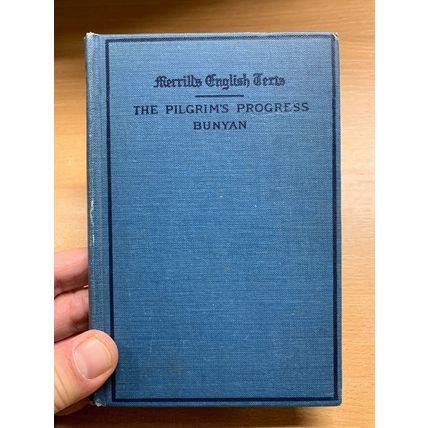 Merrill's English Texts
THE PILGRIM'S PROGRESS
BUNYAN